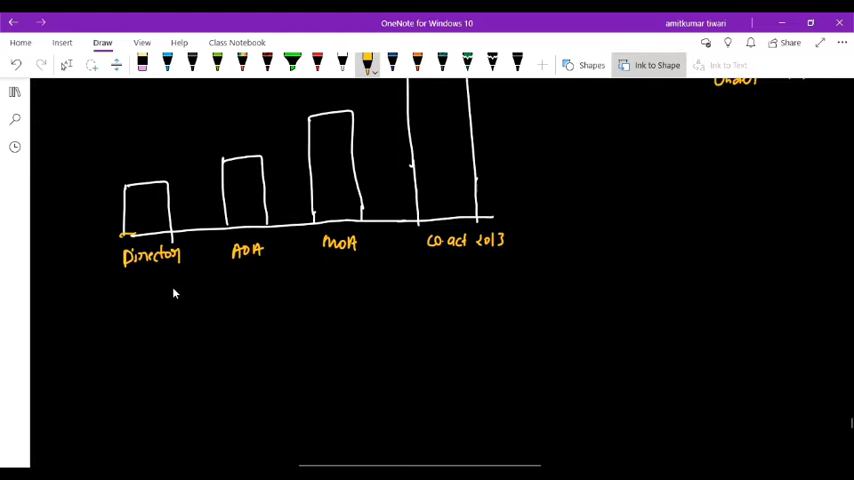 OneNote for Windows 10
amitkumar tiwari
Home Insert Draw View Help Class Notebook
Share
Shapes Ink to Shape Ink to Text
Director AOA MOA Co. act 2013